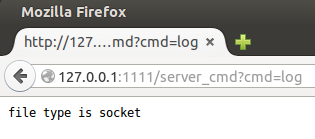 Mozilla Firefox
http://127....md?cmd=log
127.0.0.1:1111/server_cmd?cmd=log
file type is socket